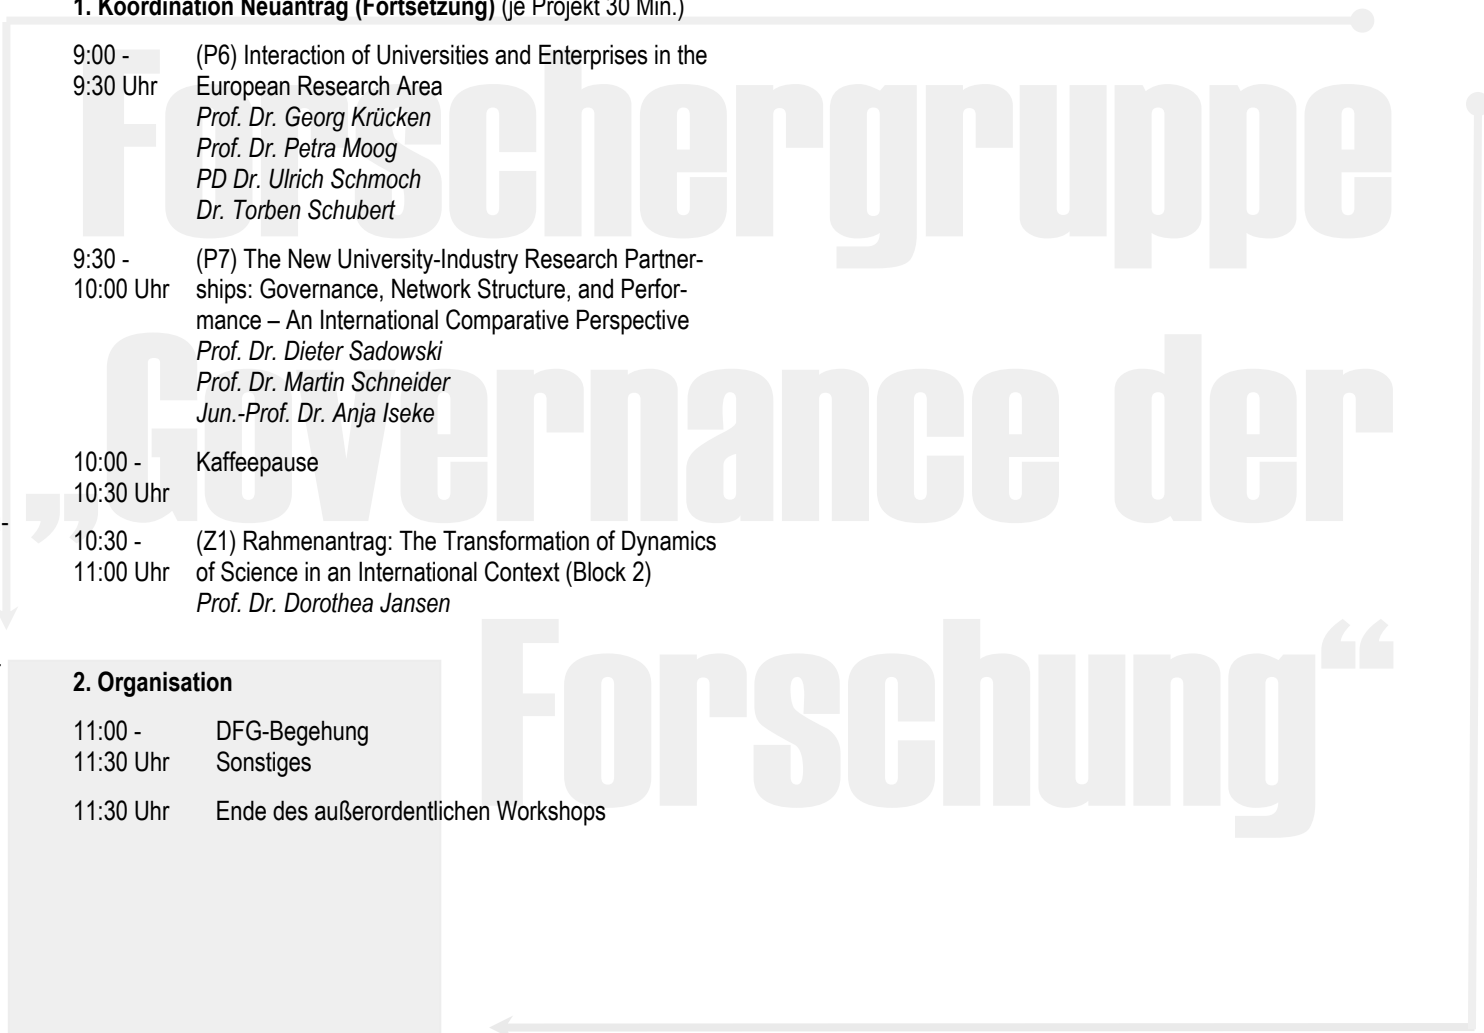 1. Koordination Neuantrag (Fortsetzung) (je Projekt 30 Min.)
9:00 - (P6) Interaction of Universities and Enterprises in the
9:30 Uhr European Research Area
Prof. Dr. Georg Krücken
Prof. Dr. Petra Moog
PD Dr. Ulrich Schmoch
Dr. Torben Schubert
9:30 - (P7) The New University-Industry Research Partner-
10:00 Uhr ships: Governance, Network Structure, and Perfor-
mance – An International Comparative Perspective
Prof. Dr. Dieter Sadowski
Prof. Dr. Martin Schneider
Jun.-Prof. Dr. Anja Iseke
10:00 - Kaffeepause
10:30 Uhr
10:30 - (Z1) Rahmenantrag: The Transformation of Dynamics
11:00 Uhr of Science in an International Context (Block 2)
Prof. Dr. Dorothea Jansen
2. Organisation
11:00 - DFG-Begehung
11:30 Uhr Sonstiges
11:30 Uhr Ende des außerordentlichen Workshops
Forschergruppe
„Governance der
Forschung“